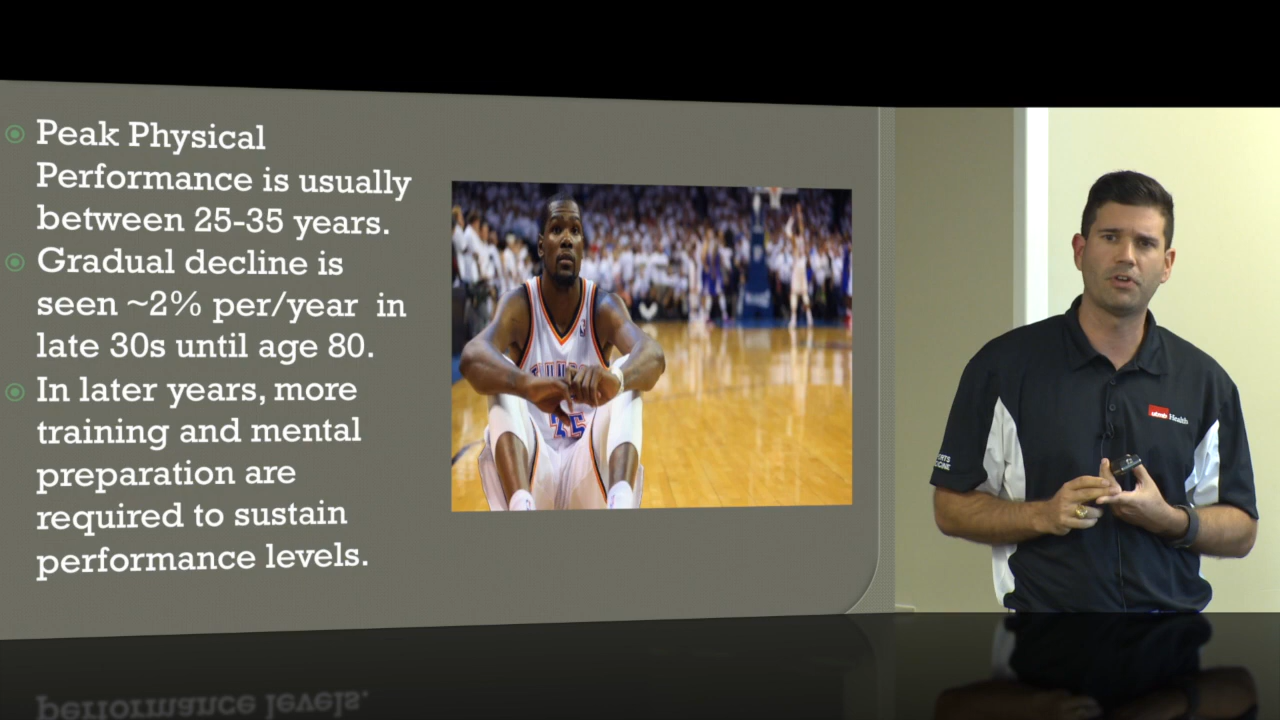 Peak Physical
Performance is usually
between 25-35 years.
Gradual decline is
seen ~2% per/year in
late 30s until age 80.
In later years, more
training and mental
preparation are
required to sustain
performance levels.
35
Health